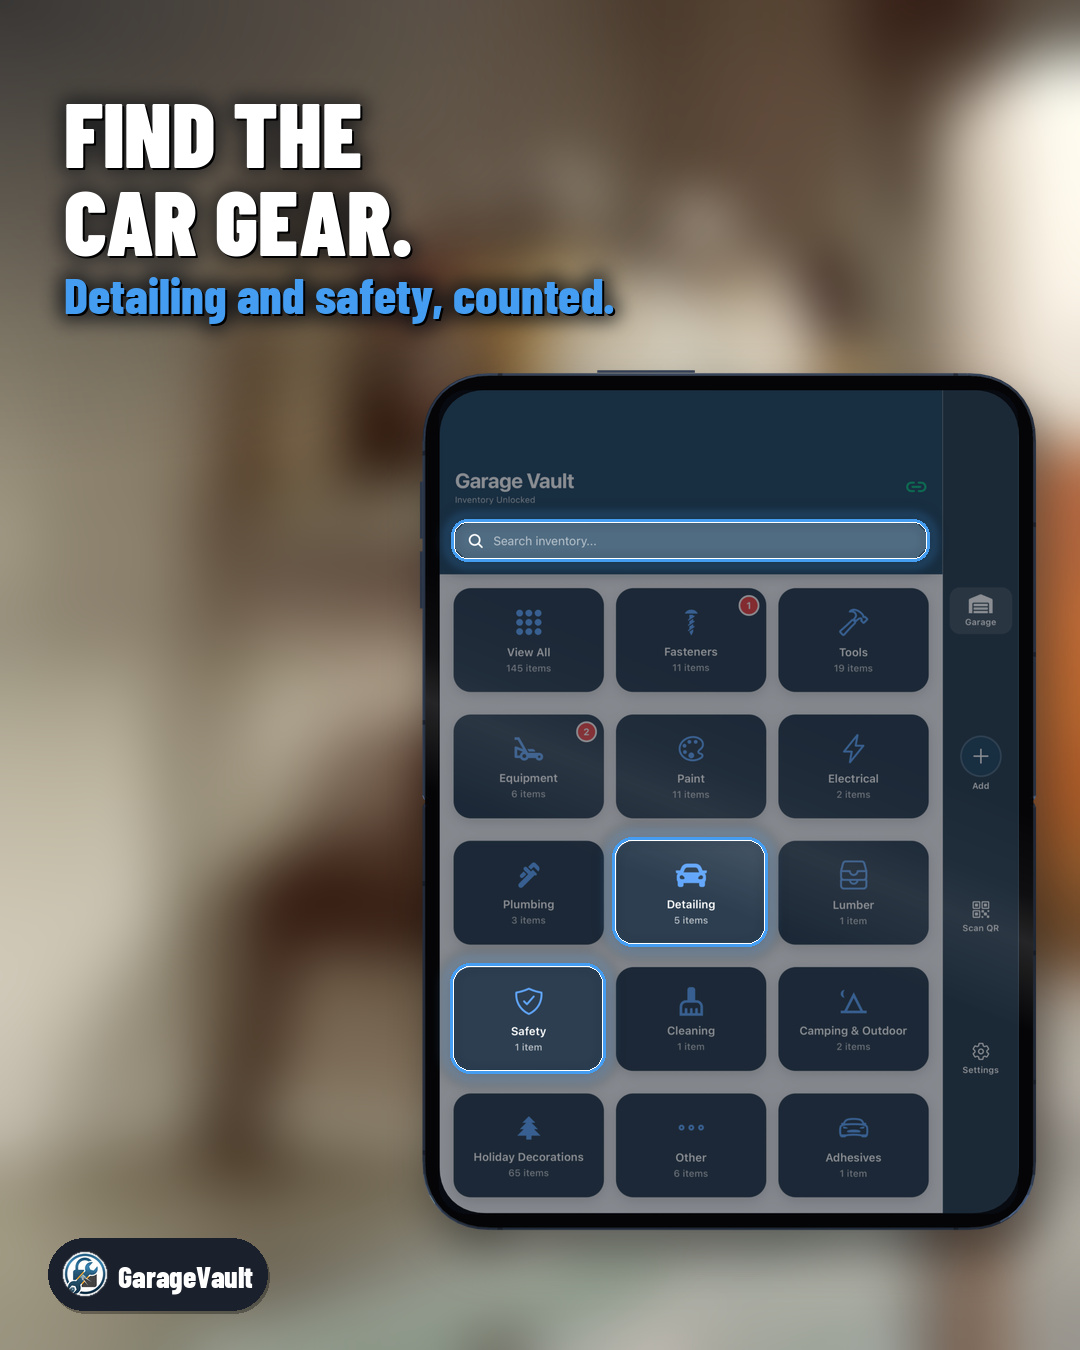 FIND THE
CAR GEAR.
Detailing and safety, counted.
Garage Vault
Inventory Unlocked
Search inventory...
View All
145 items
1
Fasteners
11 items
Tools
19 items
Garage
2
Equipment
6 items
Paint
11 items
Electrical
2 items
Add
Plumbing
3 items
Detailing
5 items
Lumber
1 item
Scan QR
Safety
1 item
Cleaning
1 item
Camping & Outdoor
2 items
Settings
Holiday Decorations
65 items
Other
6 items
Adhesives
1 item
GarageVault